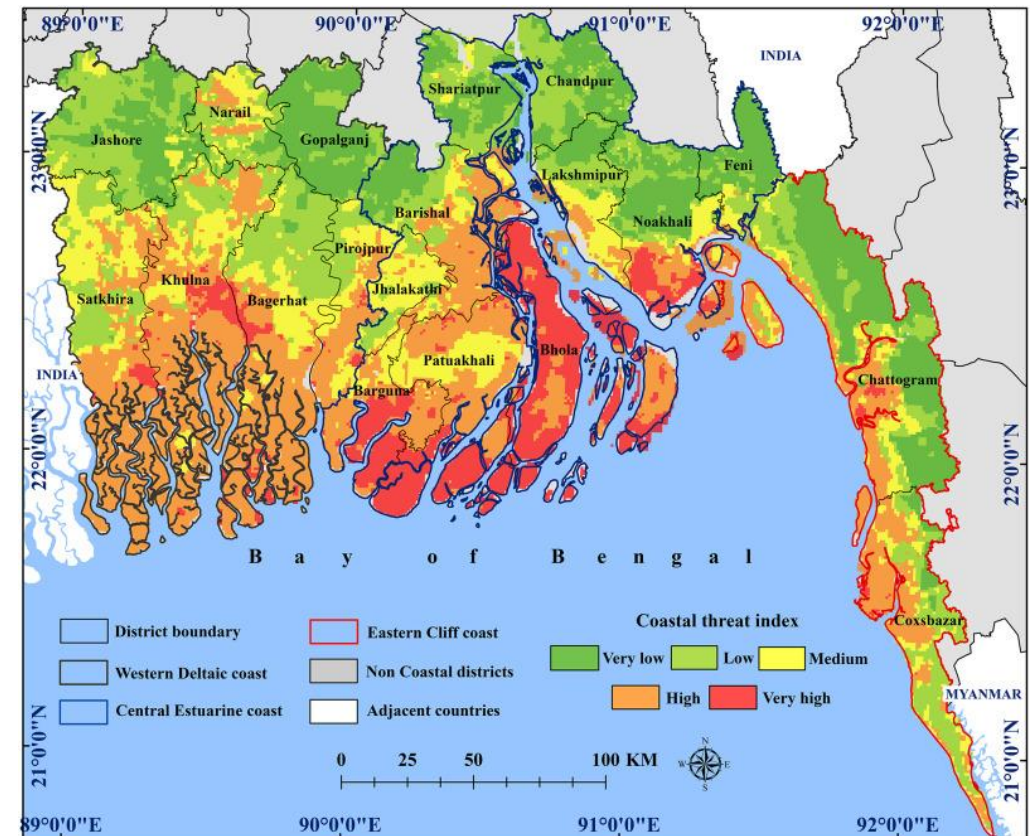 89°0'0"E 90°0'0"E 91°0'0"E 92°0'0"E
INDIA
Shariatpur Chandpur
Narail
Jashore Gopalganj
23°0'0"N 23°0'0"N
Feni
Lakshmipur
Barishal Noakhali
Pirojpur
Khulna Jhalakathi
Satkhira Bagerhat
Bhola
Patuakhali
INDIA Chattogram
Barguna
22°0'0"N 22°0'0"N
Bay of Bengal
Coxsbazar
MYANMAR
District boundary
Western Deltaic coast
Central Estuarine coast
Eastern Cliff coast
Non Coastal districts
Adjacent countries
Coastal threat index
Very low Low Medium
High Very high
0 25 50 100 KM
N
W E
S
21°0'0"N 21°0'0"N
89°0'0"E 90°0'0"E 91°0'0"E 92°0'0"E